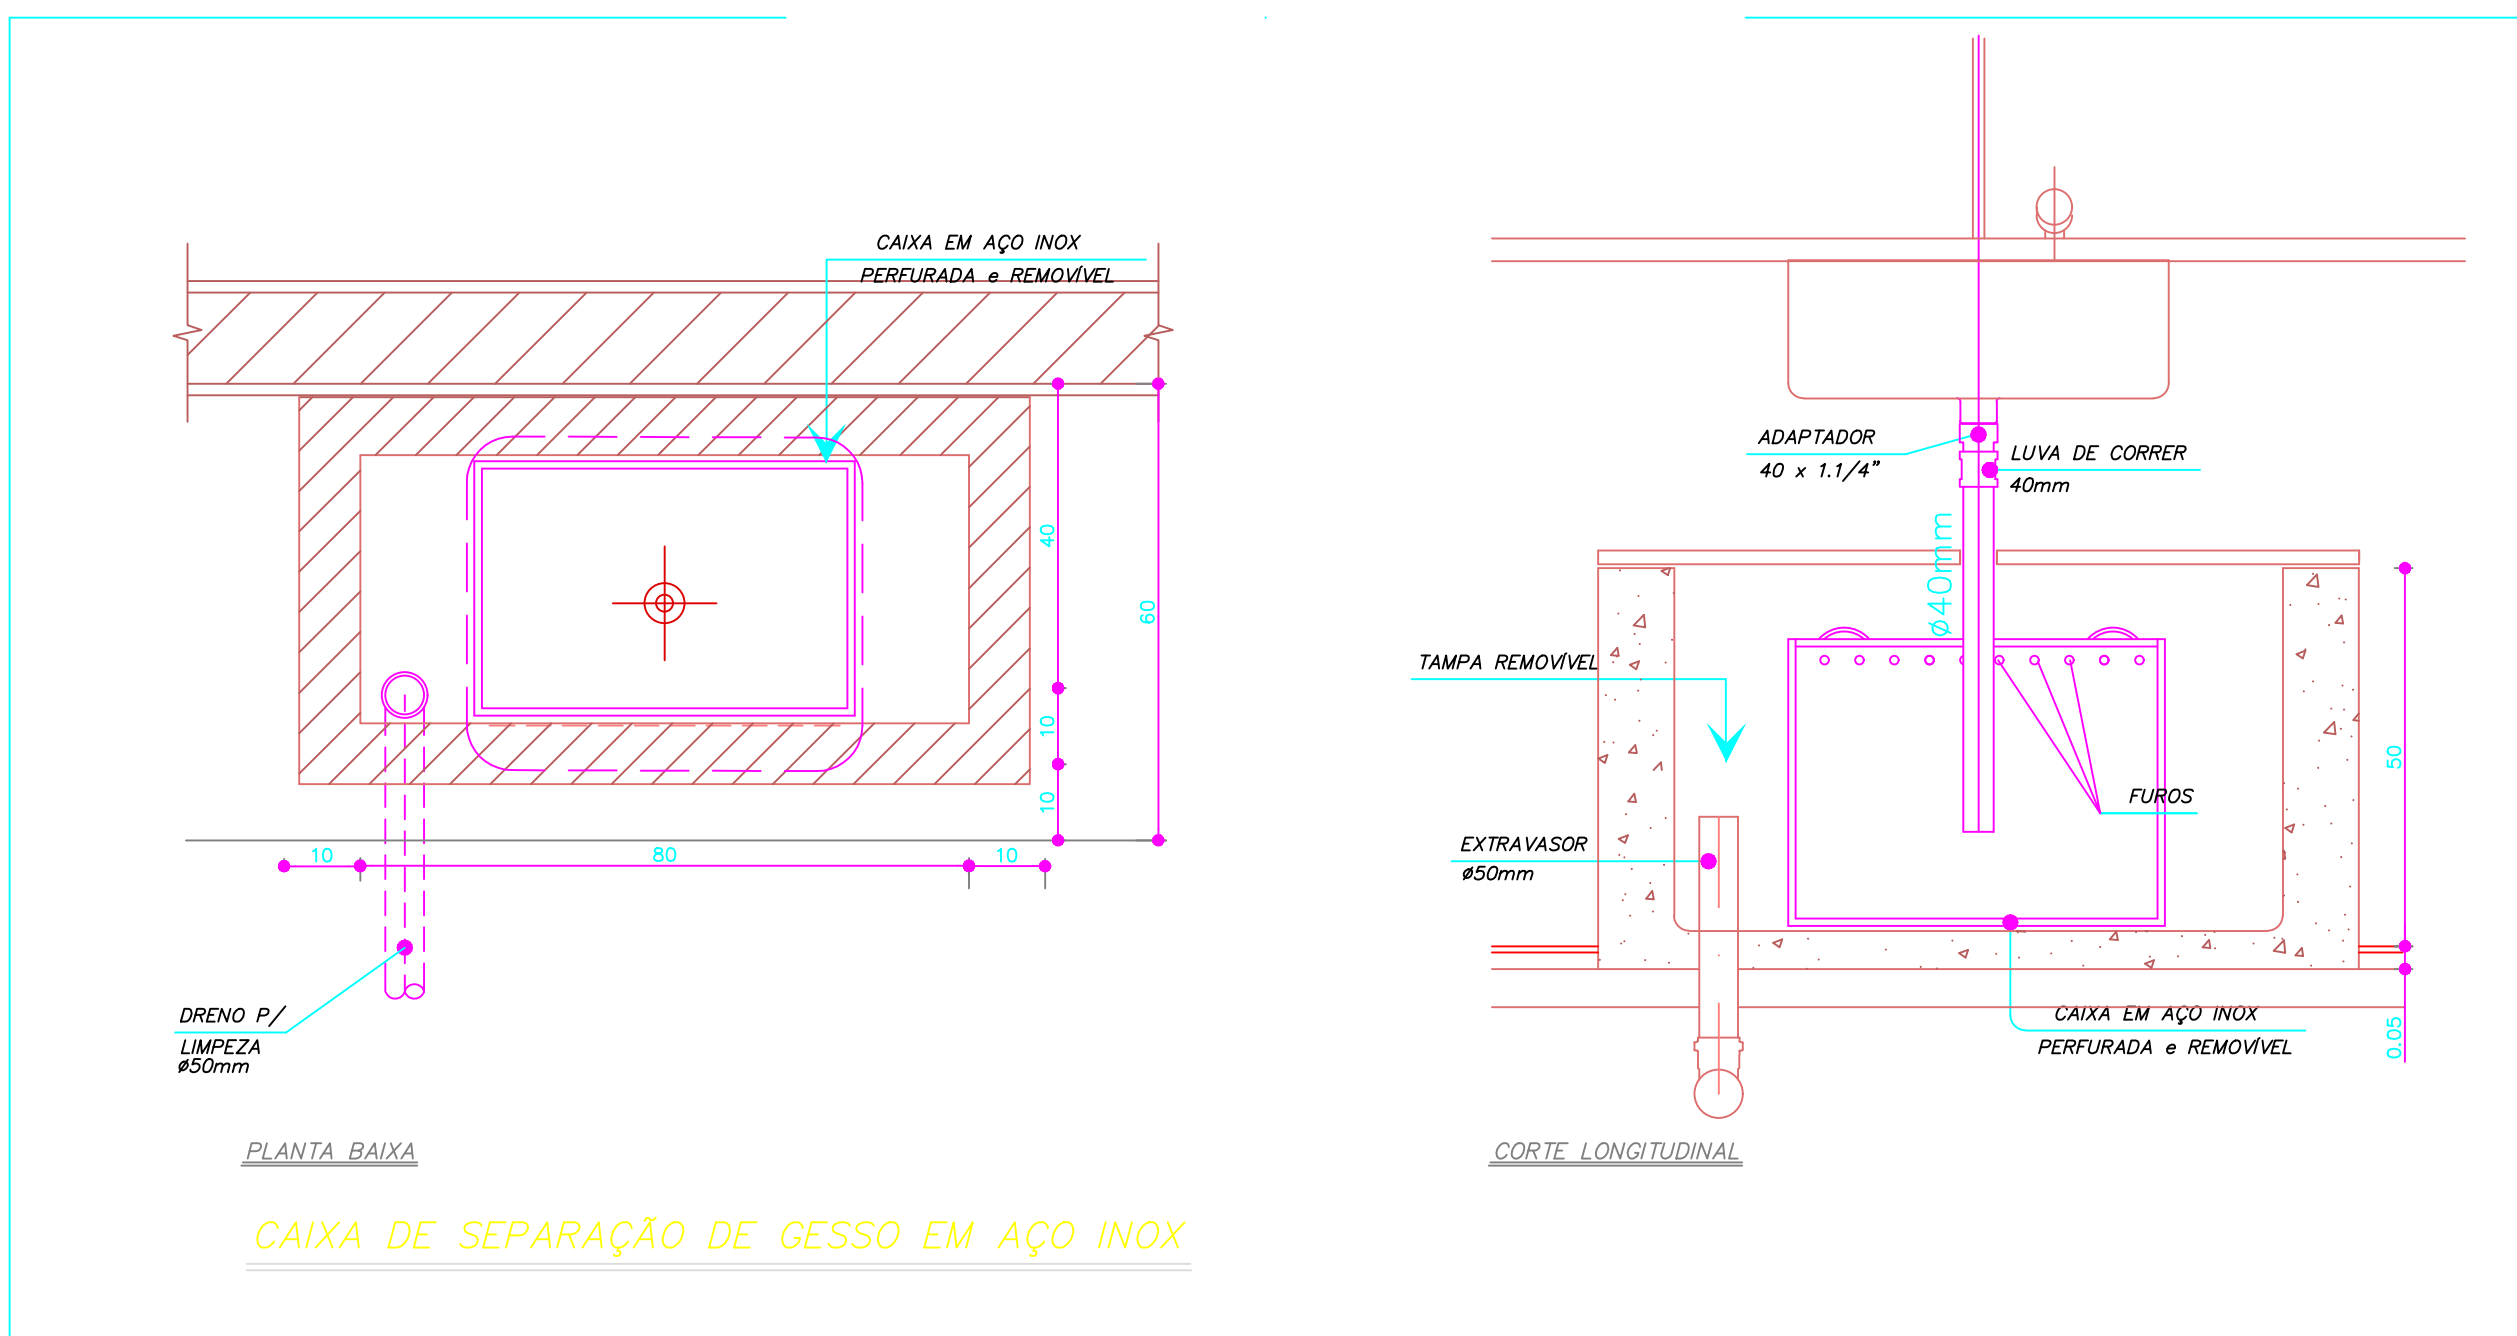 CAIXA EM AÇO INOX
PERFURADA e REMOVÍVEL
40
60
10
10
10
80
10
DRENO P/
LIMPEZA
ø50mm
PLANTA BAIXA
ADAPTADOR
40 x 1.1/4"
LUVA DE CORRER
40mm
ø40mm
TAMPA REMOVÍVEL
50
FUROS
EXTRAVASOR
ø50mm
CAIXA EM AÇO INOX
PERFURADA e REMOVÍVEL
0.05
CORTE LONGITUDINAL
CAIXA DE SEPARAÇÃO DE GESSO EM AÇO INOX